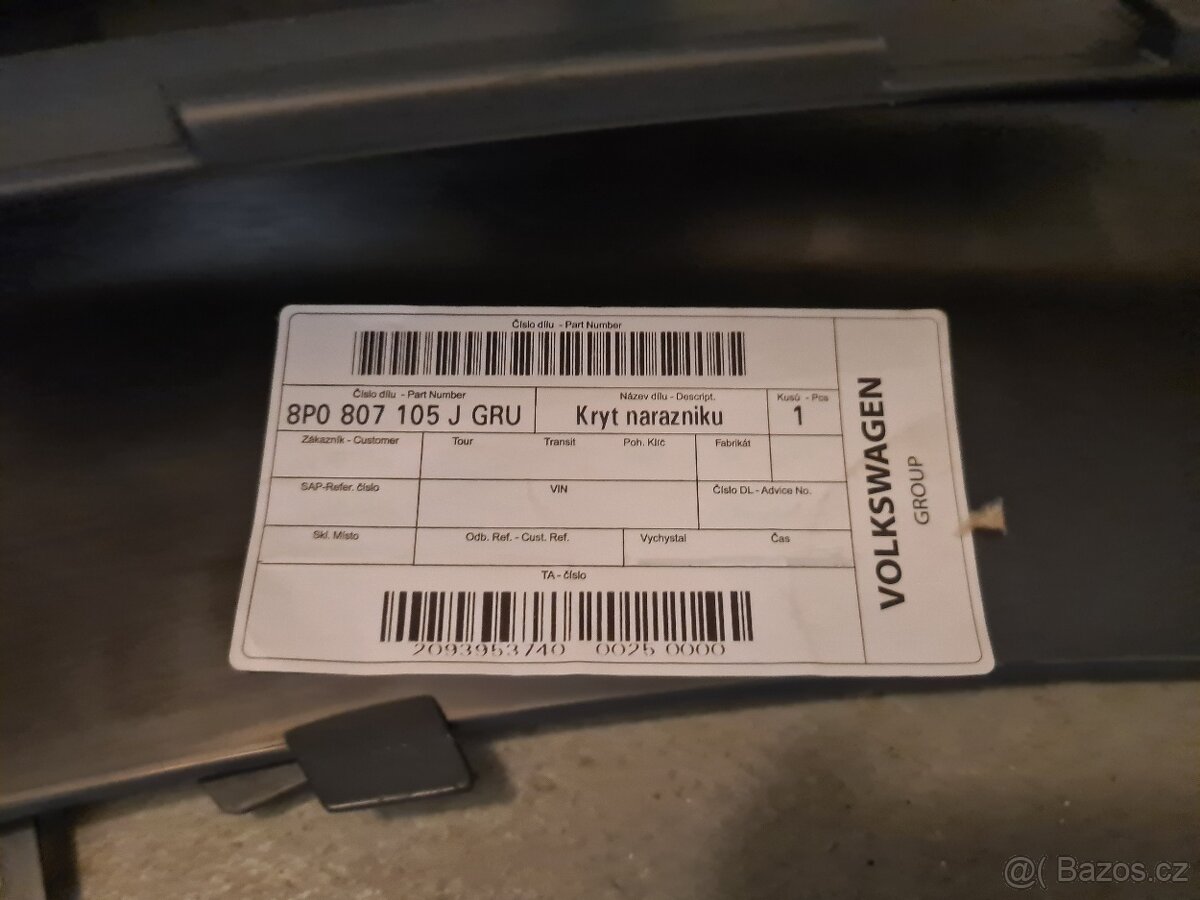 Číslo dílu - Part Number
Číslo dílu - Part Number
8P0 807 105 J GRU
Název dílu - Descript.
Kryt narazniku
Kusů - Pcs
1
Zákazník - Customer
Tour
Transit
Poh. Klíč
Fabrikát
SAP-Refer. číslo
VIN
Číslo DL - Advice No.
Skl. Místo
Odb. Ref. - Cust. Ref.
Vychystal
Čas
TA - číslo
2093953740 0025 0000
VOLKSWAGEN
GROUP
@( Bazos.cz